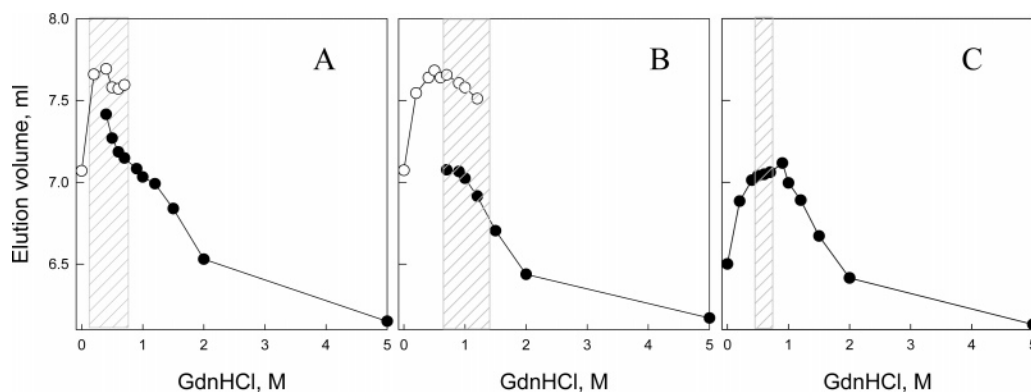 8.0
7.5
7.0
6.5
Elution volume, ml
A
B
C
0 1 2 3 4 5
0 1 2 3 4 5
0 1 2 3 4 5
GdnHCl, M
GdnHCl, M
GdnHCl, M